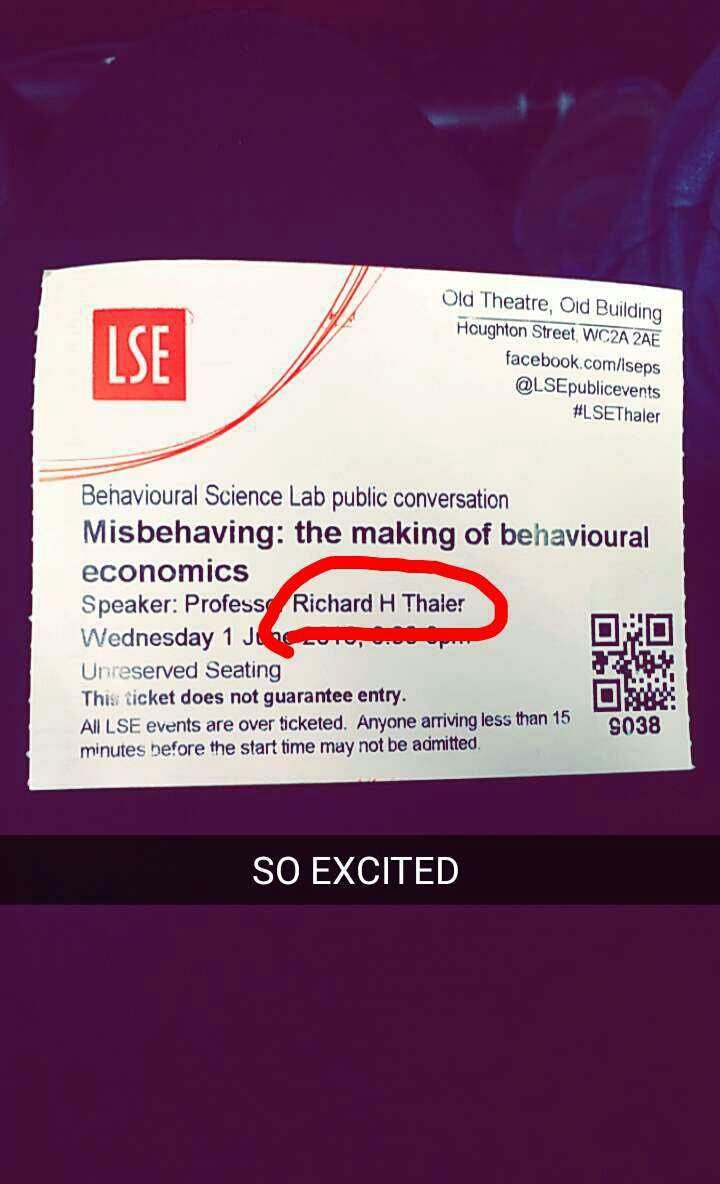 LSE
Old Theatre, Old Building
Houghton Street, WC2A 2AE
facebook.com/lseps
@LSEpublicevents
#LSEThaler
Behavioural Science Lab public conversation
Misbehaving: the making of behavioural
economics
Speaker: Professor Richard H Thaler
Wednesday 1 June
Unreserved Seating
This ticket does not guarantee entry.
All LSE events are over ticketed. Anyone arriving less than 15
minutes before the start time may not be admitted.
S038
SO EXCITED